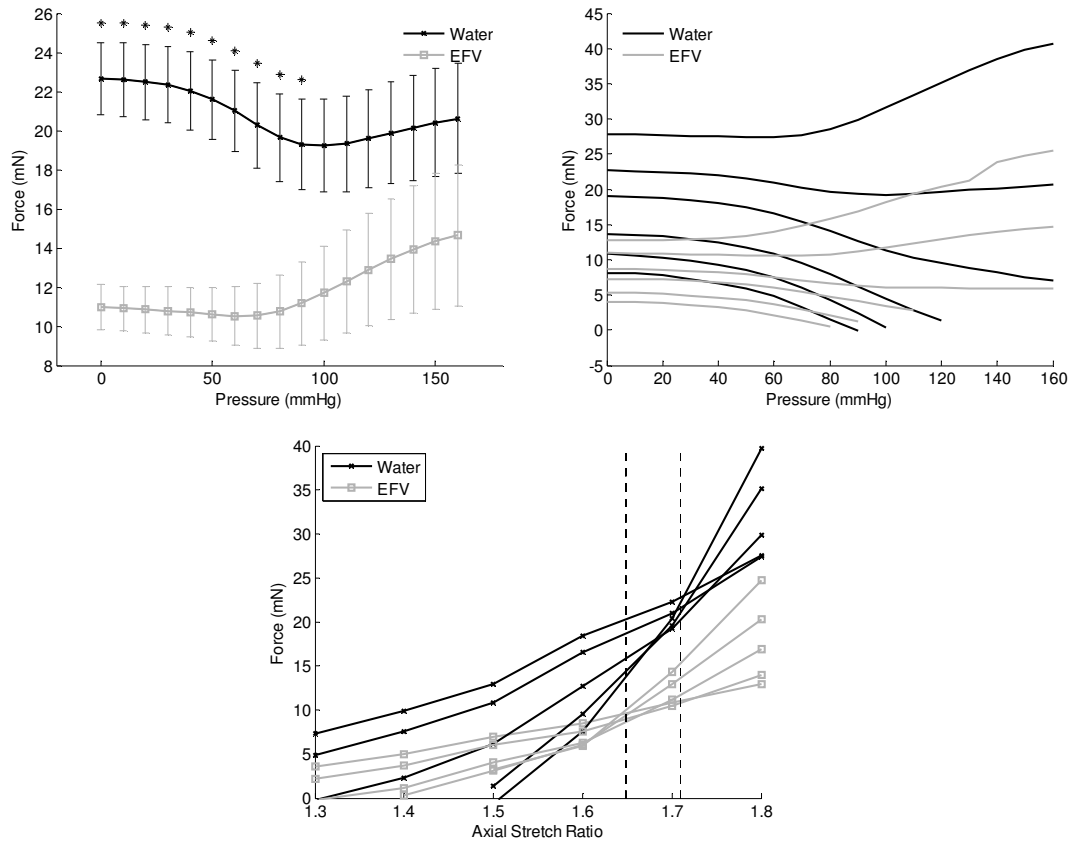 26
24
22
20
18
16
14
12
10
8
Force (mN)
* * * * * * * * * *
Water
EFV
0 50 100 150
Pressure (mmHg)
45
40
35
30
25
20
15
10
5
0
-5
Force (mN)
Water
EFV
0 20 40 60 80 100 120 140 160
Pressure (mmHg)
40
35
30
25
20
15
10
5
0
Force (mN)
Water
EFV
1.3 1.4 1.5 1.6 1.7 1.8
Axial Stretch Ratio